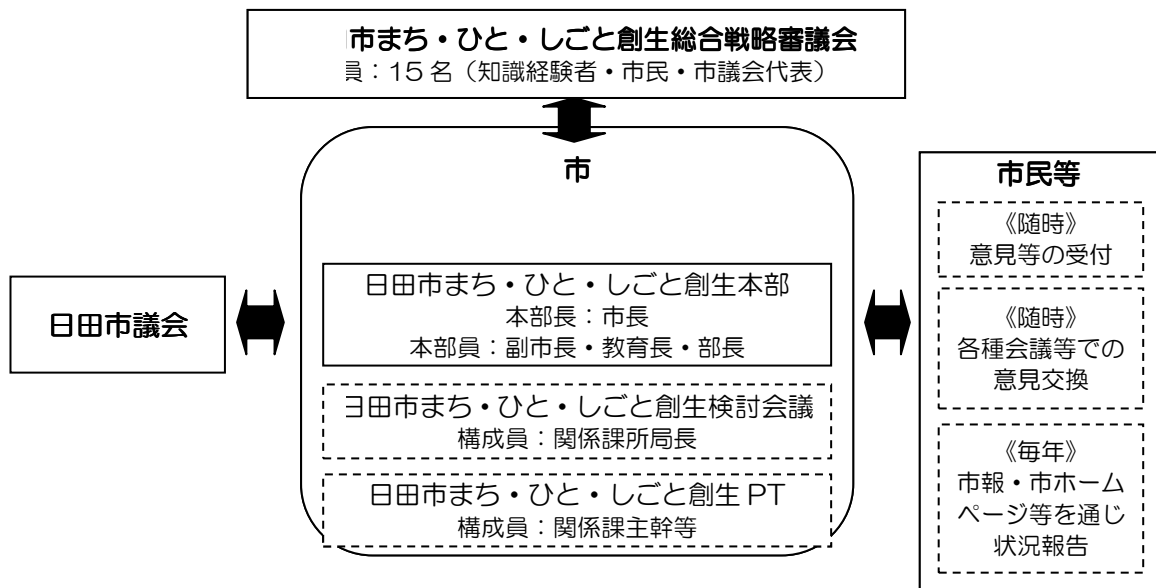 市まち・ひと・しごと創生総合戦略審議会
員：15名（知識経験者・市民・市議会代表）
市
日田市まち・ひと・しごと創生本部
本部長：市長
本部員：副市長・教育長・部長
日田市まち・ひと・しごと創生検討会議
構成員：関係課所局長
日田市まち・ひと・しごと創生PT
構成員：関係課主幹等
日田市議会
市民等
《随時》
意見等の受付
《随時》
各種会議等での
意見交換
《毎年》
市報・市ホーム
ページ等を通じ
状況報告